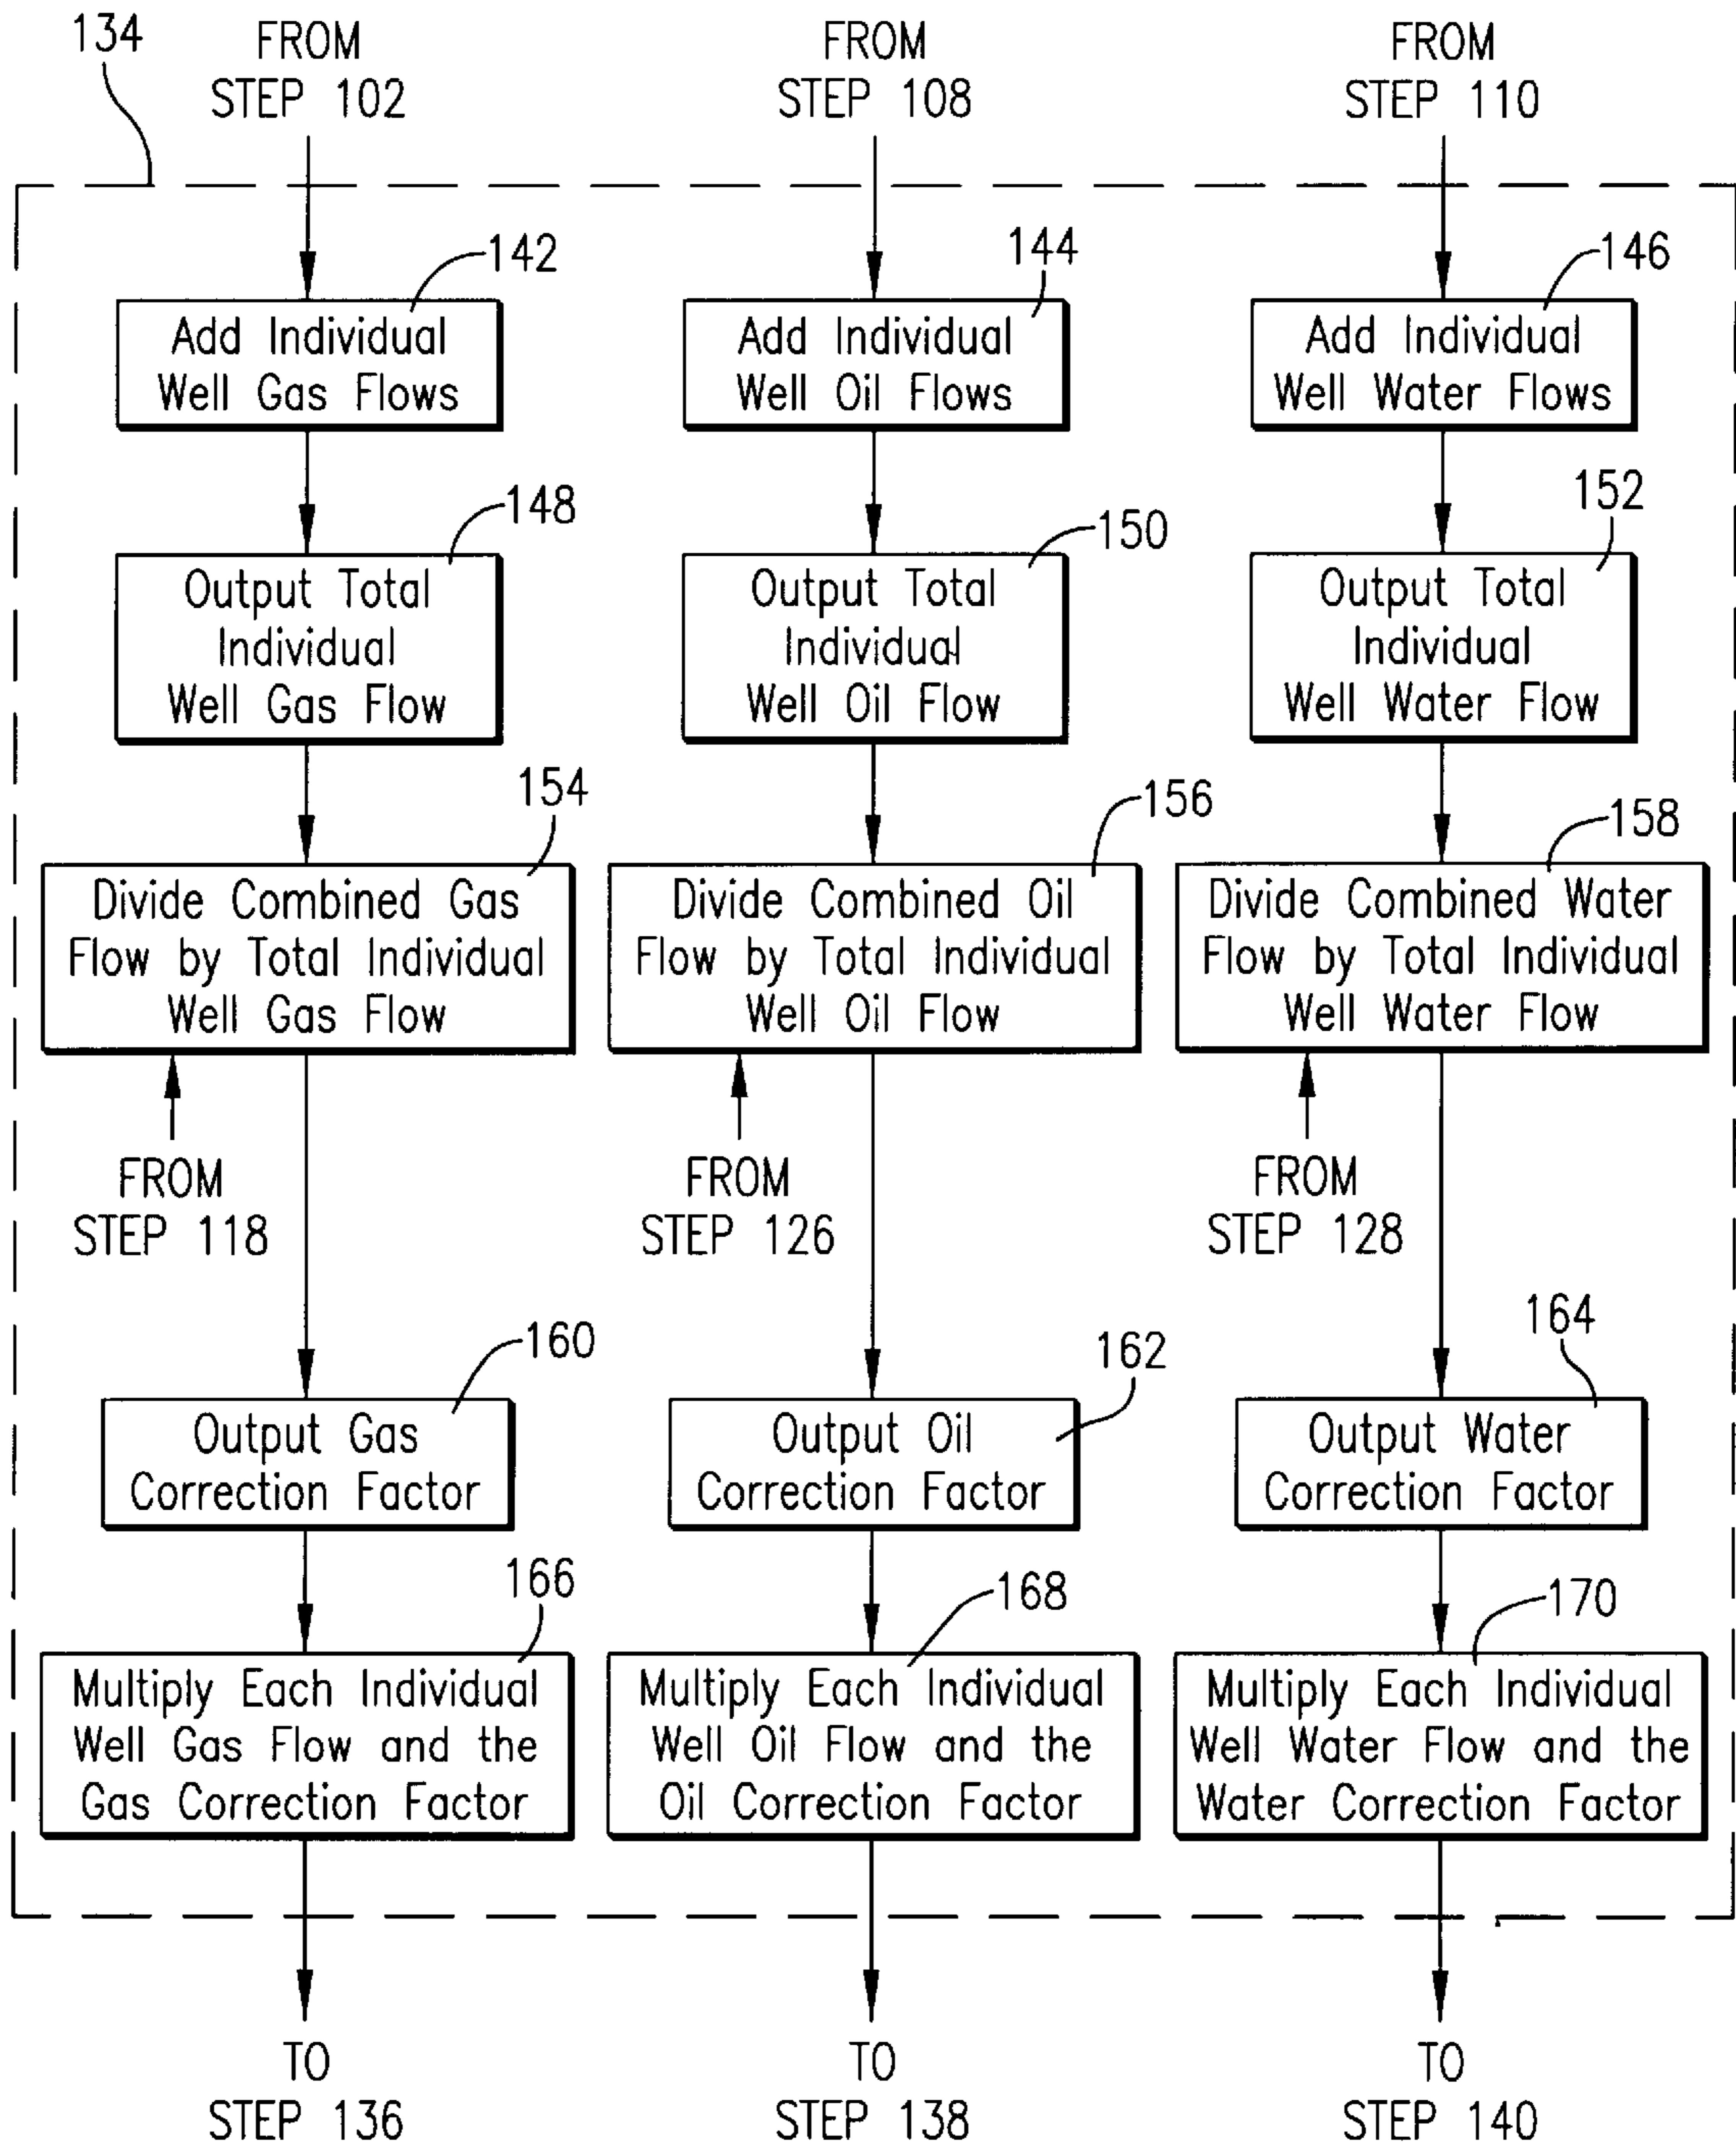 134
FROM
STEP 102
FROM
STEP 108
FROM
STEP 110
142
Add Individual
Well Gas Flows
144
Add Individual
Well Oil Flows
146
Add Individual
Well Water Flows
148
Output Total
Individual
Well Gas Flow
150
Output Total
Individual
Well Oil Flow
152
Output Total
Individual
Well Water Flow
154
Divide Combined Gas
Flow by Total Individual
Well Gas Flow
156
Divide Combined Oil
Flow by Total Individual
Well Oil Flow
158
Divide Combined Water
Flow by Total Individual
Well Water Flow
FROM
STEP 118
FROM
STEP 126
FROM
STEP 128
160
Output Gas
Correction Factor
162
Output Oil
Correction Factor
164
Output Water
Correction Factor
166
Multiply Each Individual
Well Gas Flow and the
Gas Correction Factor
168
Multiply Each Individual
Well Oil Flow and the
Oil Correction Factor
170
Multiply Each Individual
Well Water Flow and the
Water Correction Factor
TO
STEP 136
TO
STEP 138
TO
STEP 140